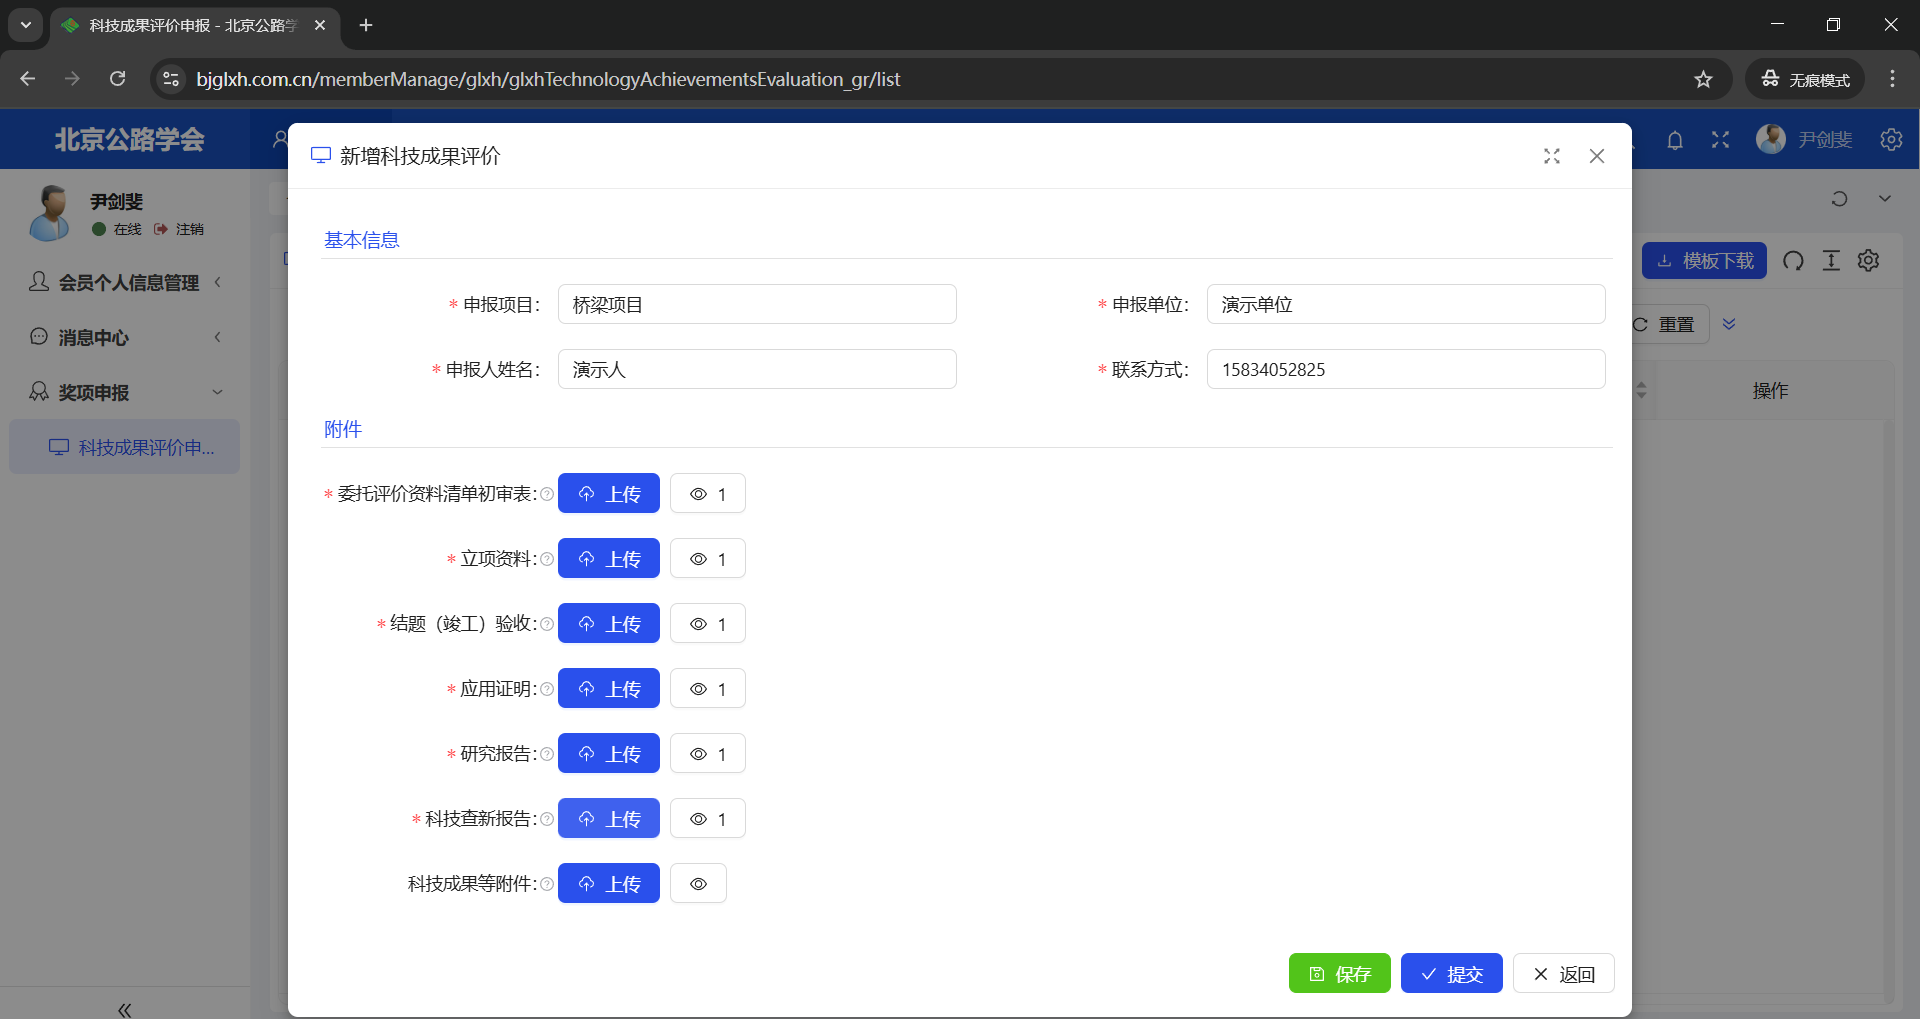 科技成果评价申报 - 北京公路学
bjglxh.com.cn/memberManage/glxh/glxhTechnologyAchievementsEvaluation_gr/list
无痕模式
北京公路学会
尹剑斐
尹剑斐
在线 注销
会员个人信息管理
消息中心
奖项申报
科技成果评价申...
模板下载
重置
操作
新增科技成果评价
基本信息
* 申报项目: 桥梁项目
* 申报单位: 演示单位
* 申报人姓名: 演示人
* 联系方式: 15834052825
附件
* 委托评价资料清单初审表: 上传 1
* 立项资料: 上传 1
* 结题（竣工）验收: 上传 1
* 应用证明: 上传 1
* 研究报告: 上传 1
* 科技查新报告: 上传 1
科技成果等附件: 上传
保存 提交 返回